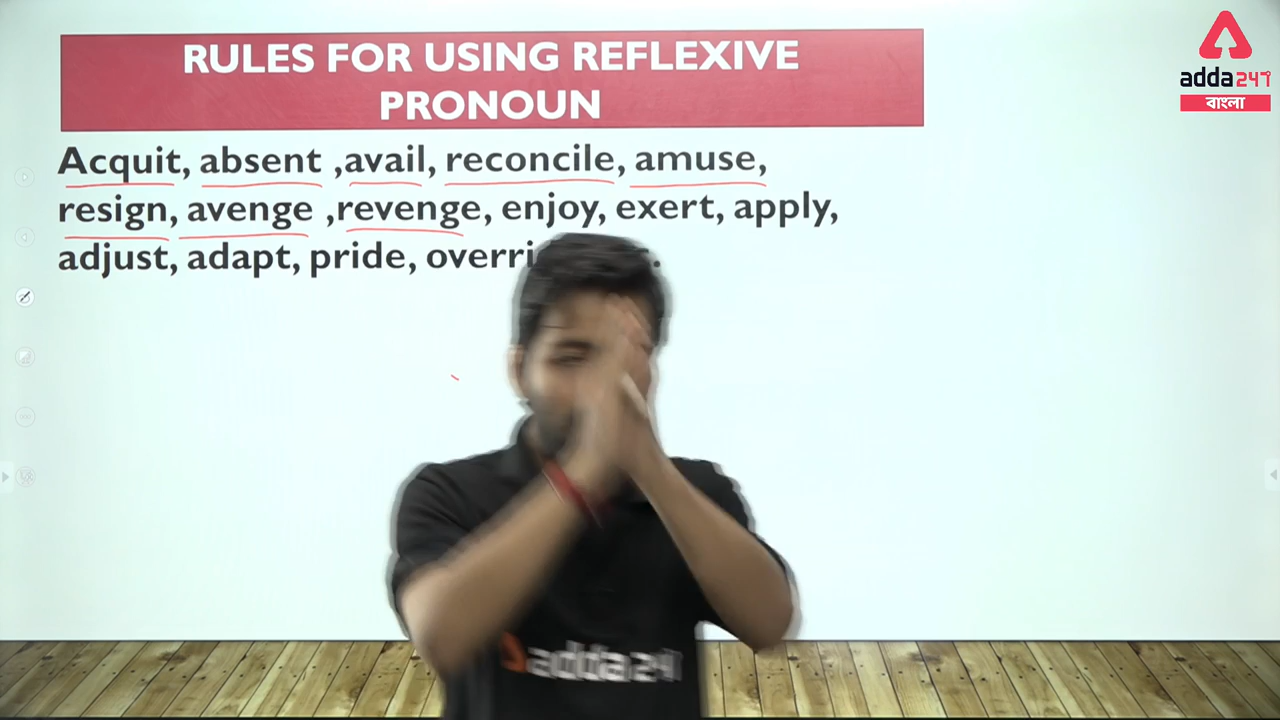 RULES FOR USING REFLEXIVE
PRONOUN
adda247
বাংলা
Acquit, absent ,avail, reconcile, amuse,
resign, avenge ,revenge, enjoy, exert, apply,
adjust, adapt, pride,
adda24